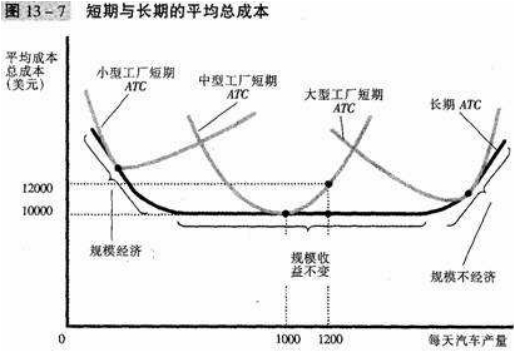 图 13-7 短期与长期的平均总成本
平均成本
总成本
(美元)
小型工厂短期
ATC
中型工厂短期
ATC
大型工厂短期
ATC
长期 ATC
12000
10000
规模经济
规模收
益不变
规模不经济
0
1000
1200
每天汽车产量